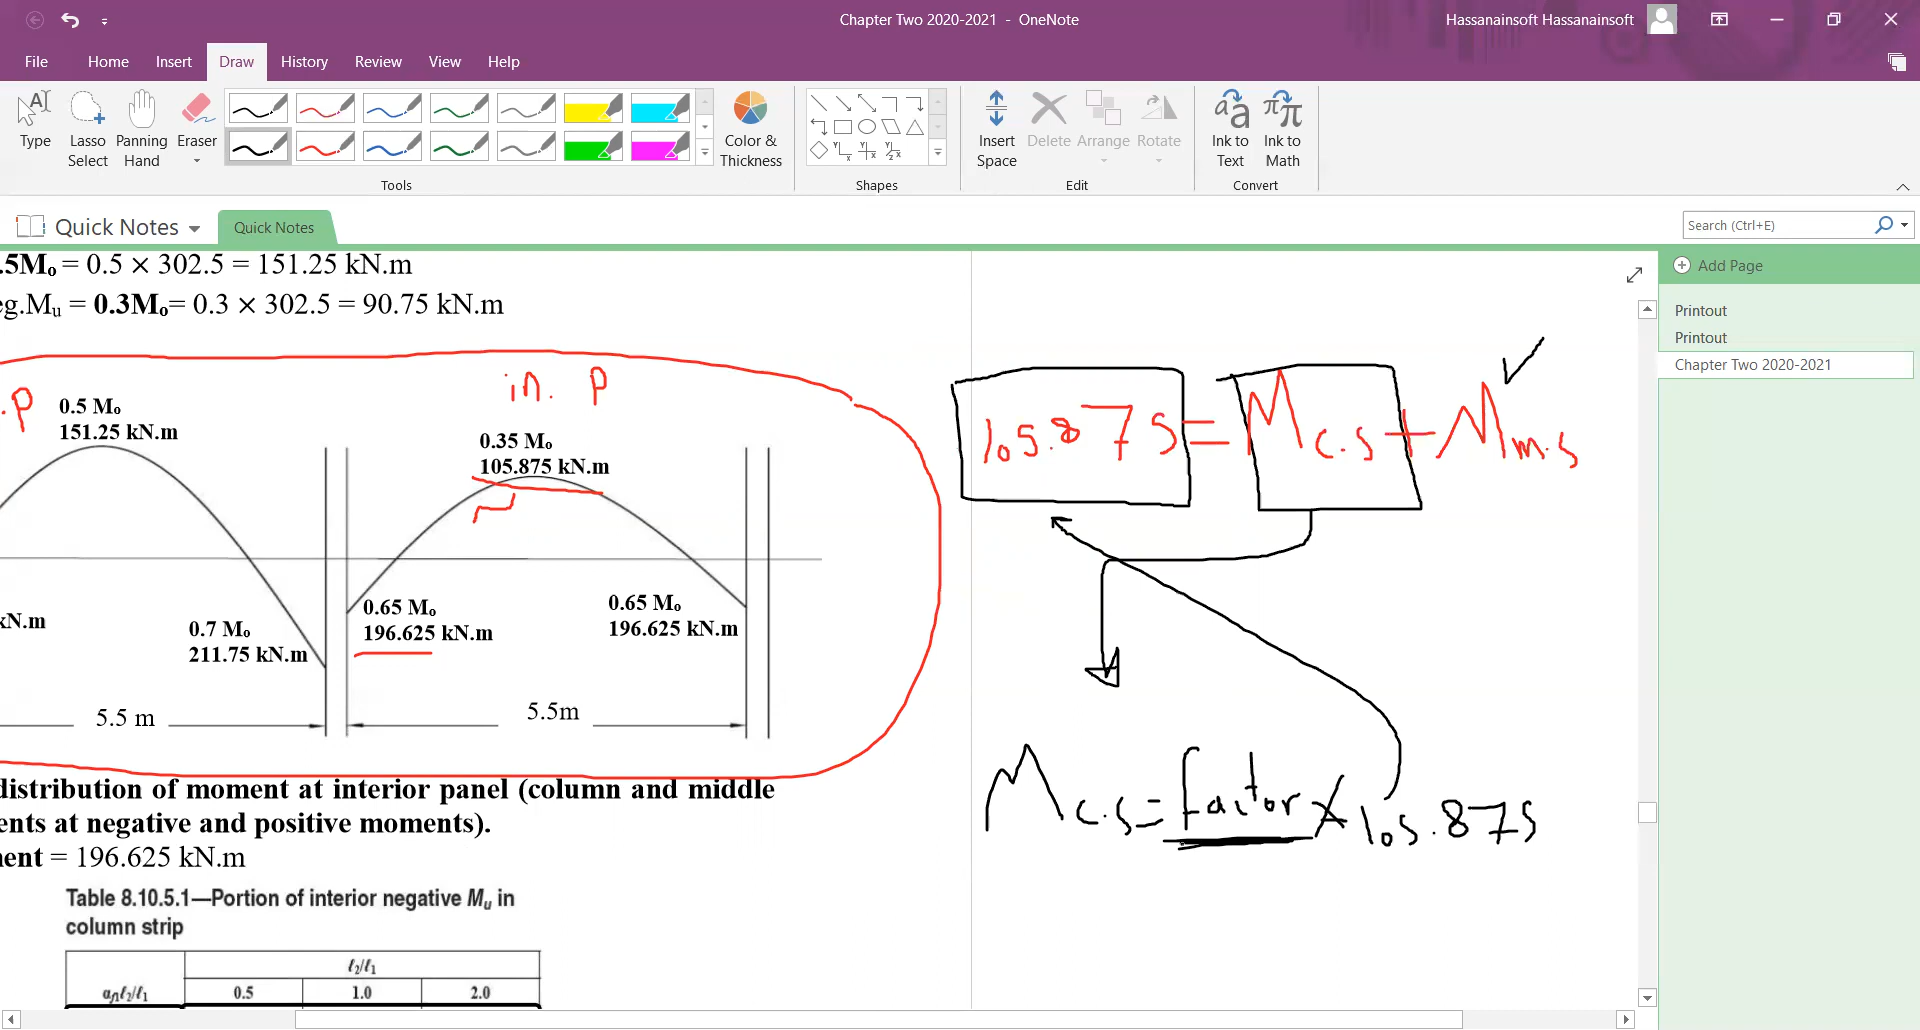 Chapter Two 2020-2021 - OneNote
Hassanainsoft Hassanainsoft
File Home Insert Draw History Review View Help
Type
Lasso Select
Panning Hand
Eraser
Color & Thickness
Insert Space
Delete
Arrange
Rotate
Ink to Text
Ink to Math
Tools
Shapes
Edit
Convert
Quick Notes
Quick Notes
Search (Ctrl+E)
Add Page
Printout
Printout
Chapter Two 2020-2021
.5Mₒ = 0.5 × 302.5 = 151.25 kN.m
eg.Mᵤ = 0.3Mₒ= 0.3 × 302.5 = 90.75 kN.m
.P
in. P
0.5 Mₒ
151.25 kN.m
0.35 Mₒ
105.875 kN.m
kN.m
0.7 Mₒ
211.75 kN.m
0.65 Mₒ
196.625 kN.m
0.65 Mₒ
196.625 kN.m
5.5 m
5.5m
105.875 = M c.s + M m.s
M c.s = factor × 105.875
distribution of moment at interior panel (column and middle
ents at negative and positive moments).
ent = 196.625 kN.m
Table 8.10.5.1—Portion of interior negative Mᵤ in
column strip
ℓ₂/ℓ₁
αf1ℓ₂/ℓ₁ 0.5 1.0 2.0